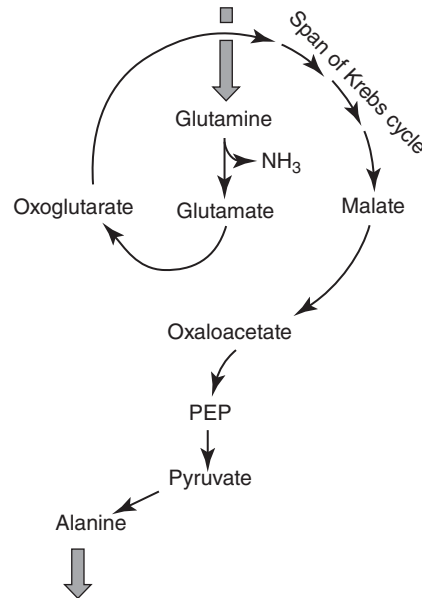 Span of Krebs cycle
Glutamine
NH₃
Oxoglutarate
Glutamate
Malate
Oxaloacetate
PEP
Pyruvate
Alanine